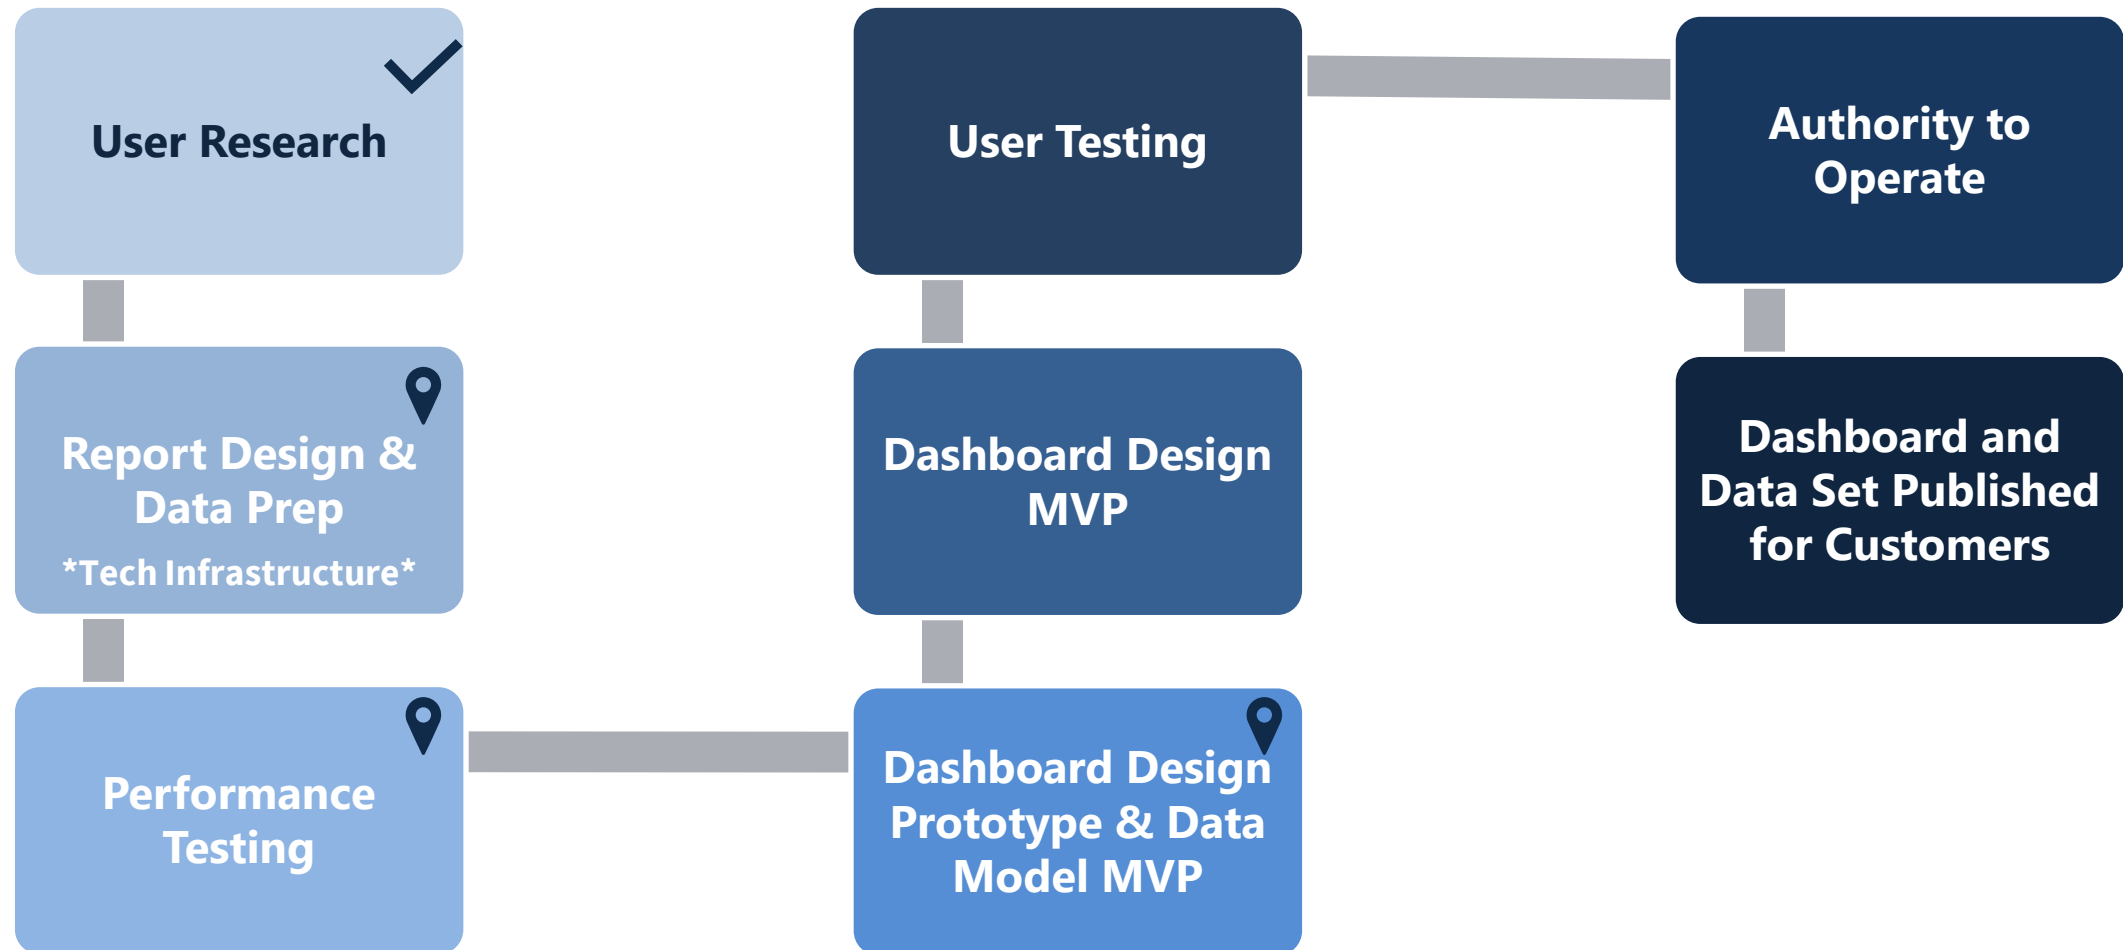 User Research
Report Design &
Data Prep
*Tech Infrastructure*
Performance
Testing
Dashboard Design
Prototype & Data
Model MVP
Dashboard Design
MVP
User Testing
Authority to
Operate
Dashboard and
Data Set Published
for Customers